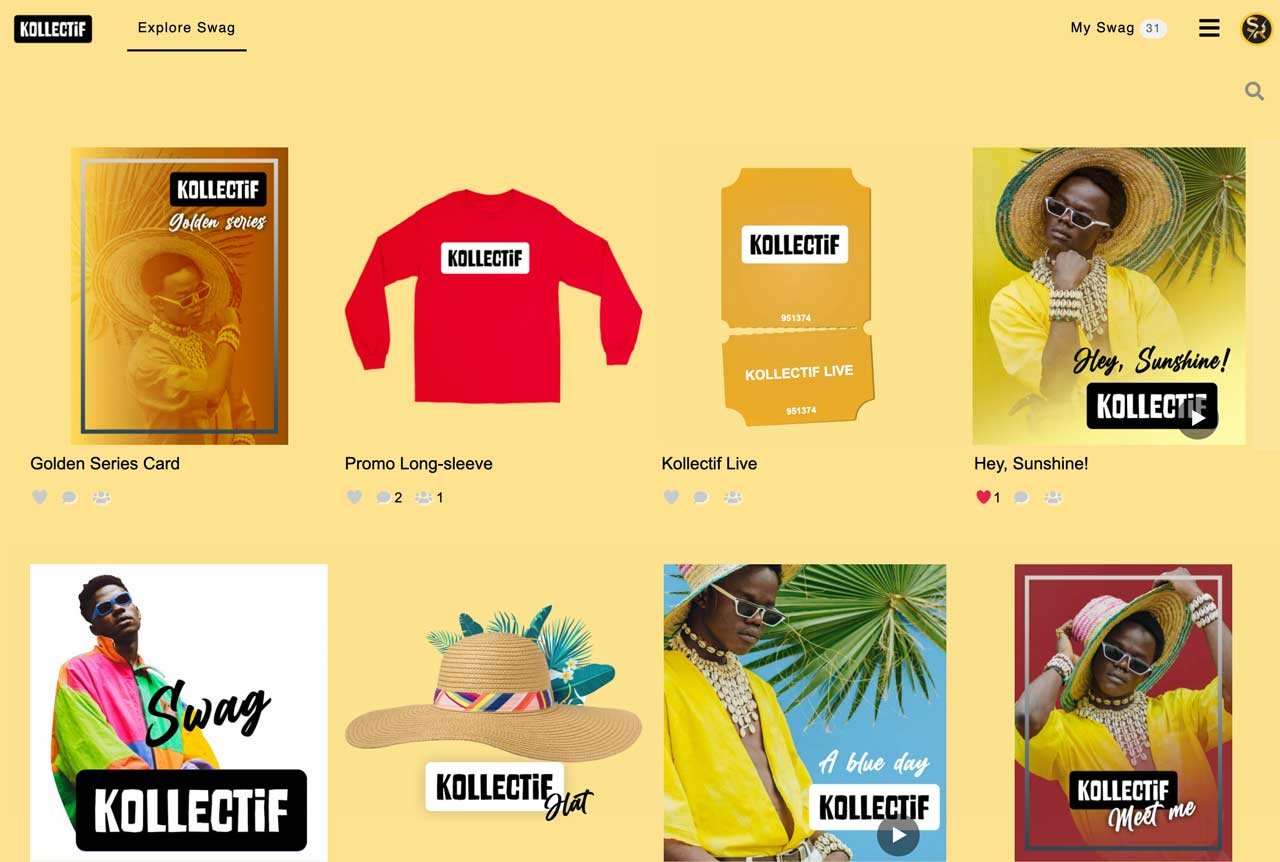 KOLLECTiF
Explore Swag
My Swag 31
SR
KOLLECTiF
Golden series
KOLLECTiF
KOLLECTiF
951374
KOLLECTIF LIVE
951374
Hey, Sunshine!
KOLLECTiF
Golden Series Card
Promo Long-sleeve
2
1
Kollectif Live
Hey, Sunshine!
1
Swag
KOLLECTiF
KOLLECTiF
Hat
A blue day
KOLLECTiF
KOLLECTiF
Meet me